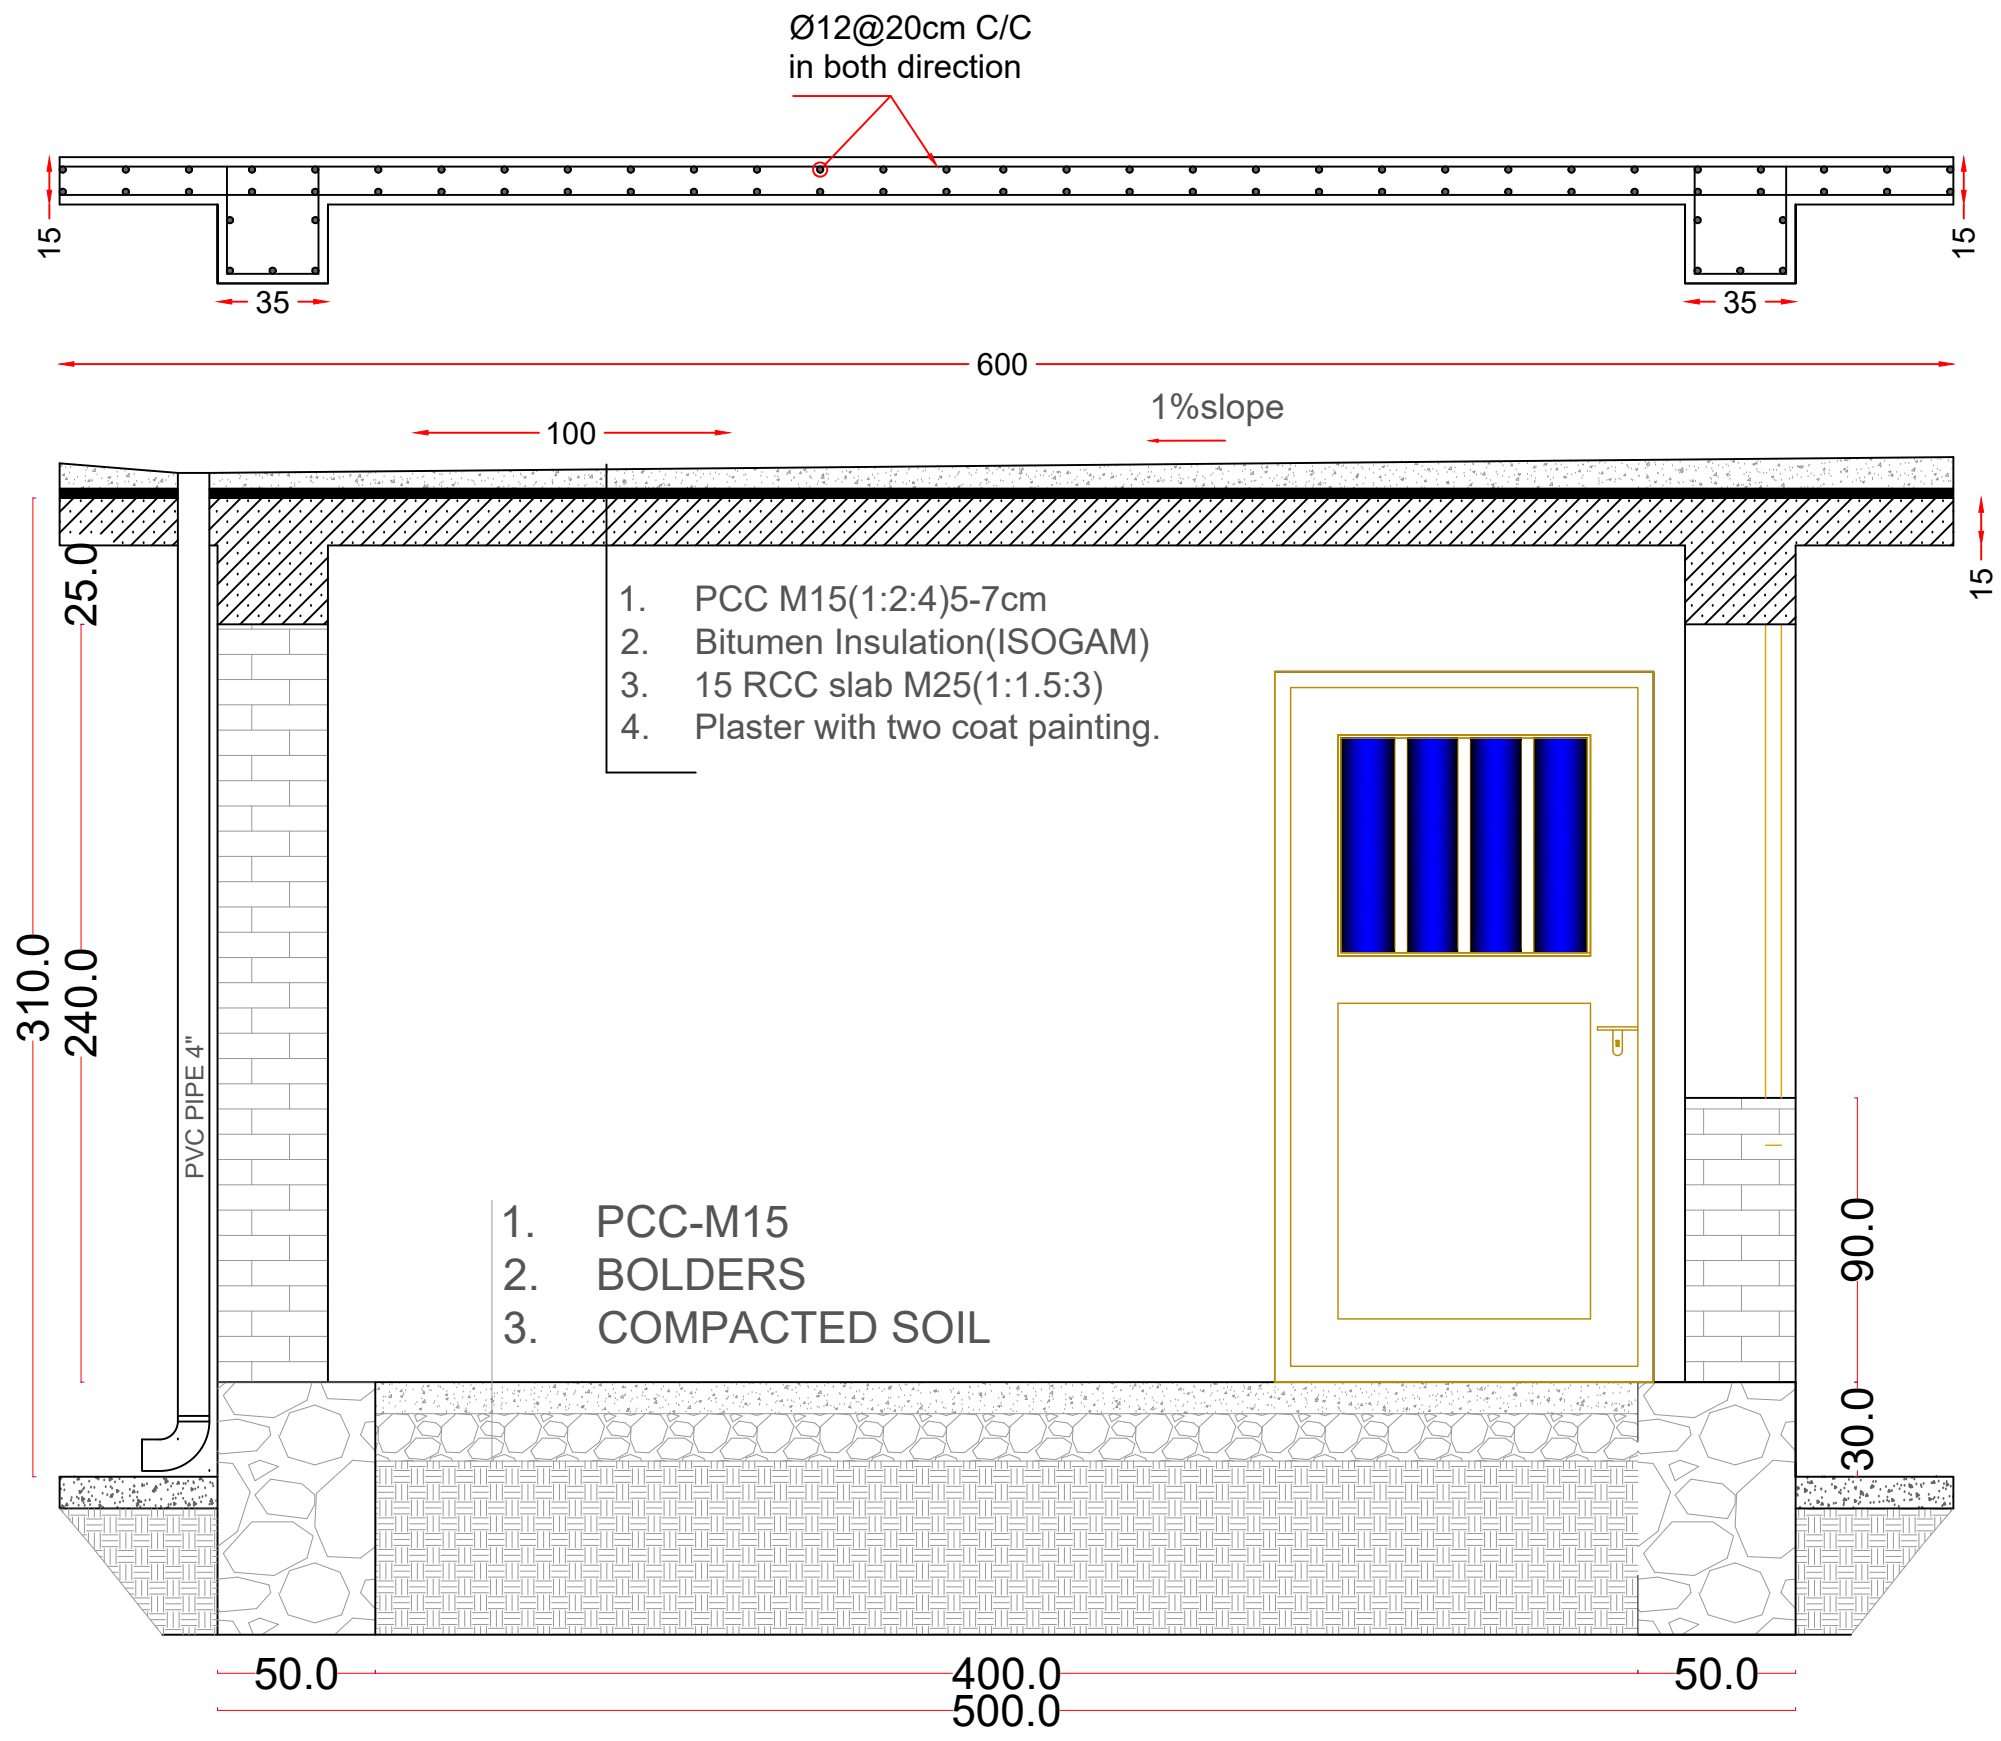 Ø12@20cm C/C
in both direction
15
15
35
35
600
1%slope
100
25.0
15
1. PCC M15(1:2:4)5-7cm
2. Bitumen Insulation(ISOGAM)
3. 15 RCC slab M25(1:1.5:3)
4. Plaster with two coat painting.
310.0
240.0
PVC PIPE 4"
1. PCC-M15
2. BOLDERS
3. COMPACTED SOIL
90.0
30.0
50.0
400.0
50.0
500.0